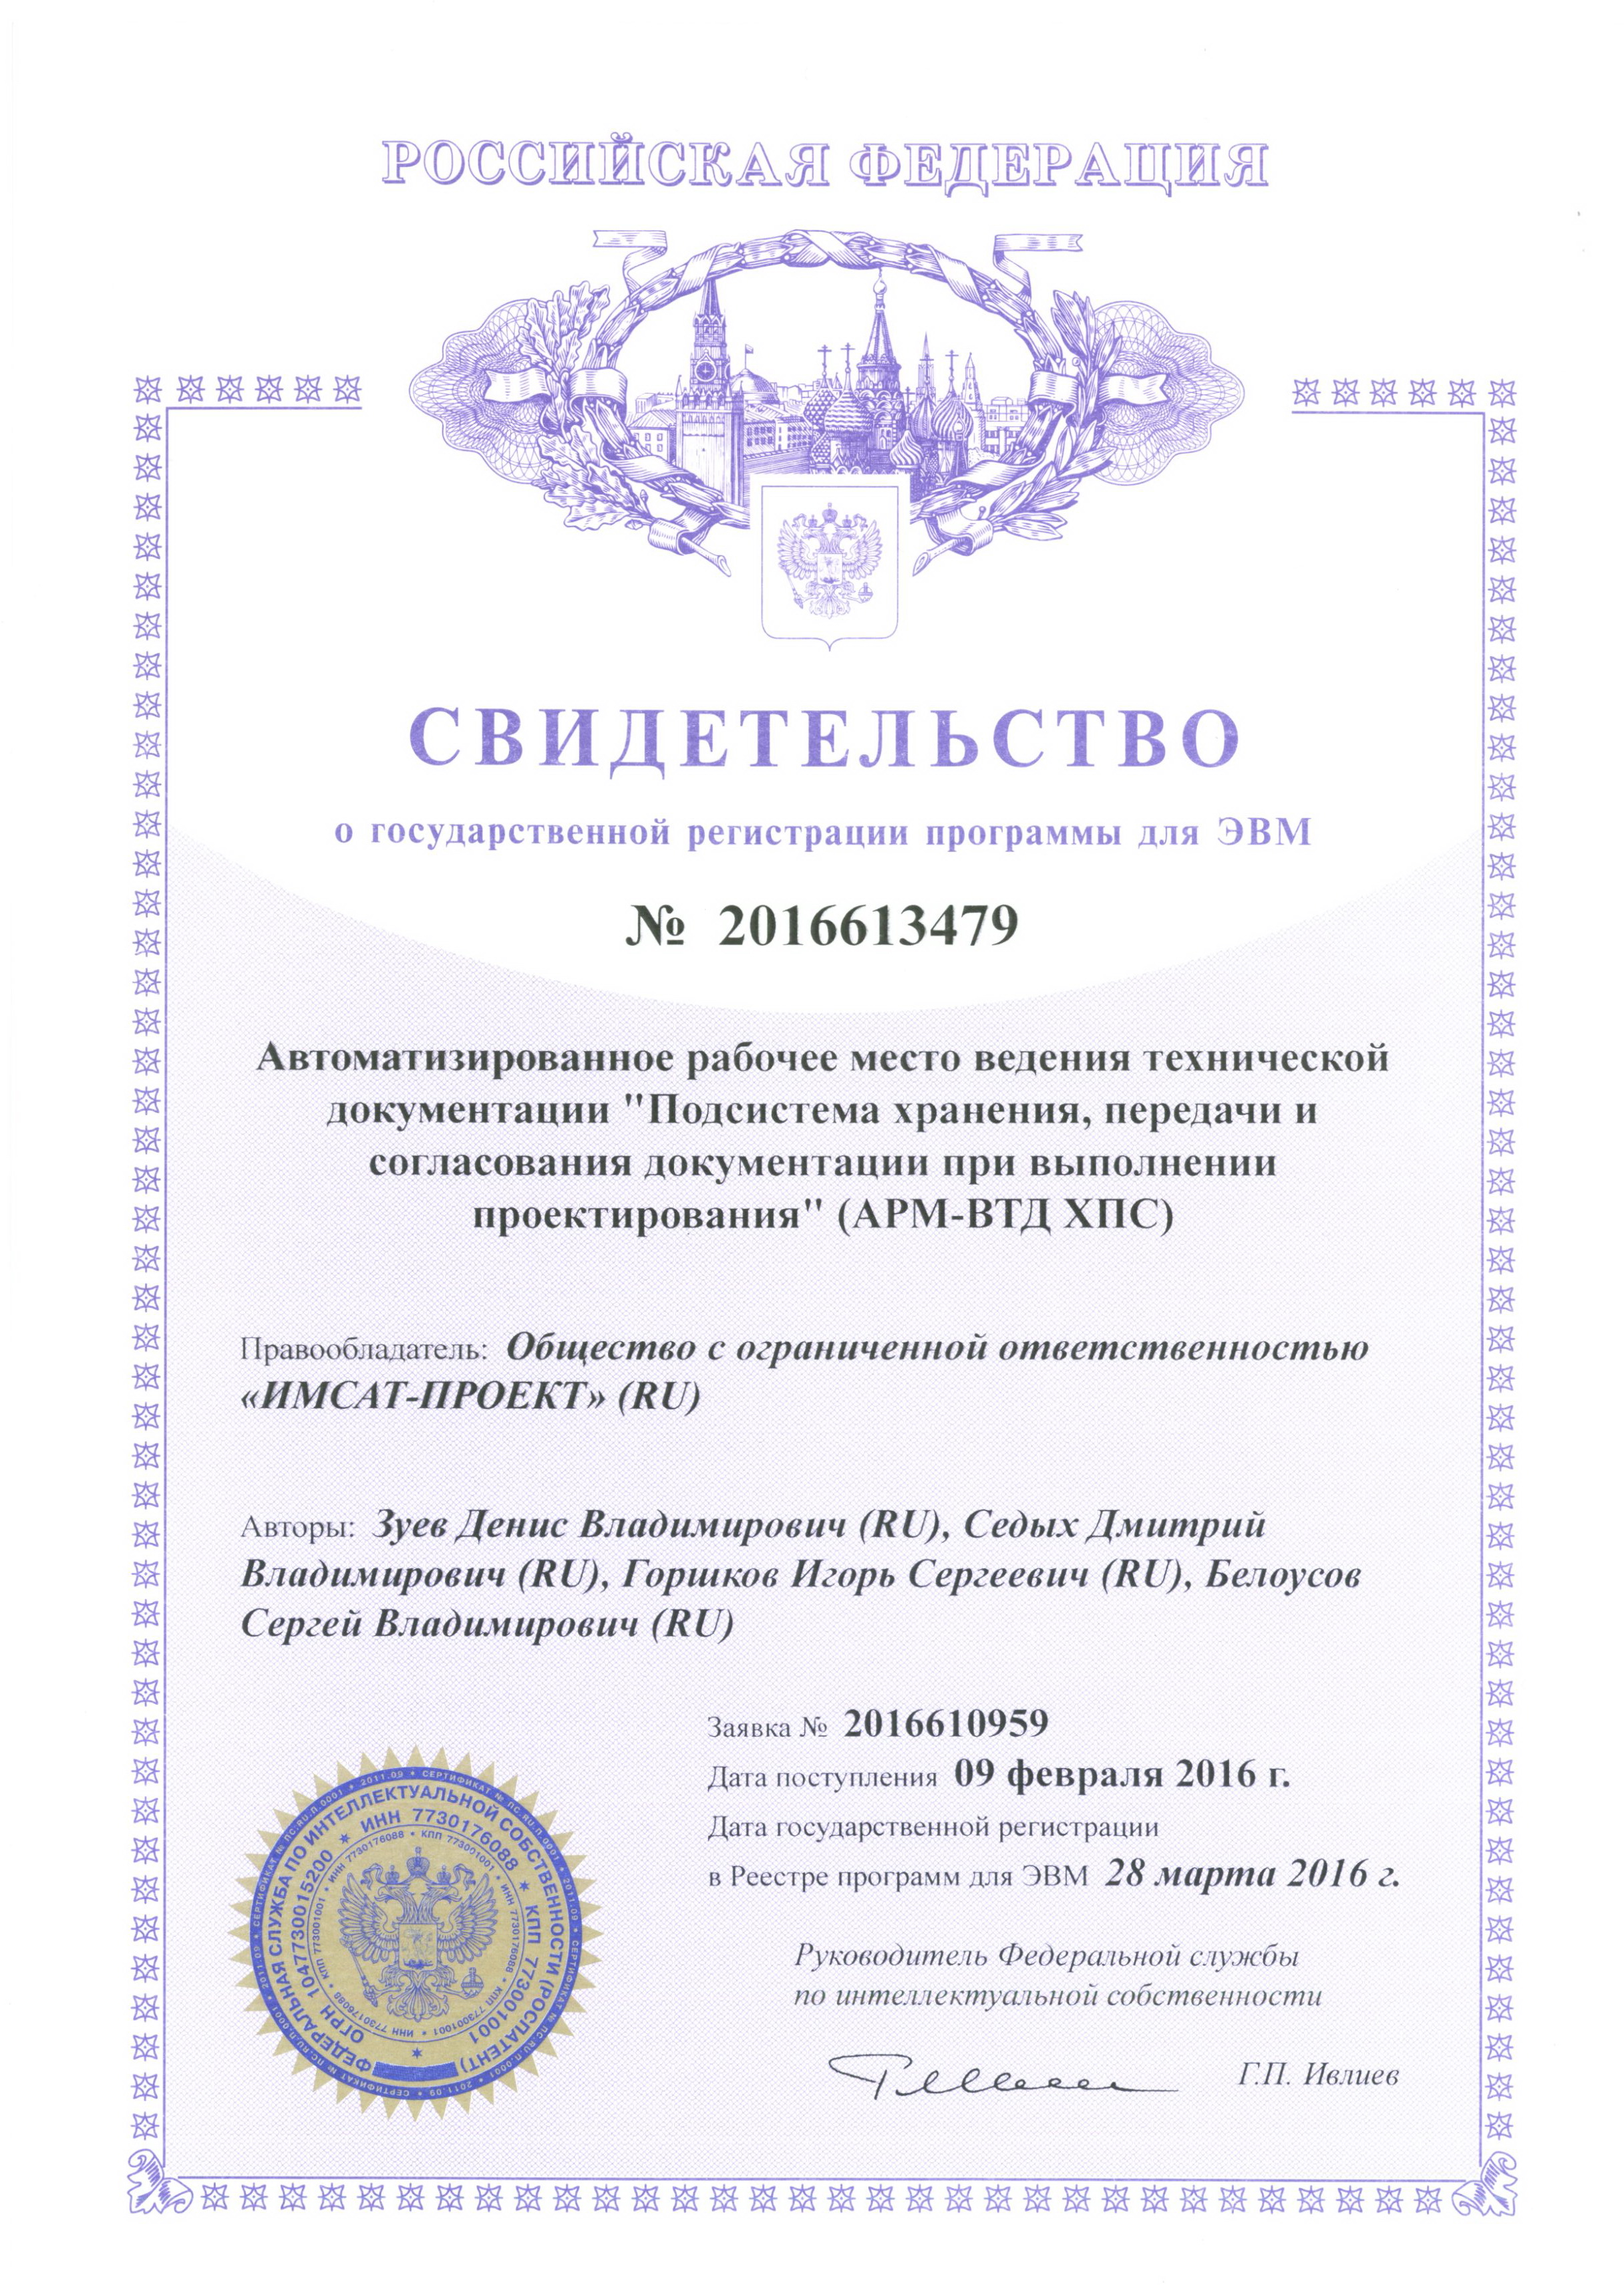 РОССИЙСКАЯ ФЕДЕРАЦИЯ
СВИДЕТЕЛЬСТВО
о государственной регистрации программы для ЭВМ
№ 2016613479
Автоматизированное рабочее место ведения технической
документации "Подсистема хранения, передачи и
согласования документации при выполнении
проектирования" (АРМ-ВТД ХПС)
Правообладатель: Общество с ограниченной ответственностью
«ИМСАТ-ПРОЕКТ» (RU)
Авторы: Зуев Денис Владимирович (RU), Седых Дмитрий
Владимирович (RU), Горшков Игорь Сергеевич (RU), Белоусов
Сергей Владимирович (RU)
Заявка № 2016610959
Дата поступления 09 февраля 2016 г.
Дата государственной регистрации
в Реестре программ для ЭВМ 28 марта 2016 г.
Руководитель Федеральной службы
по интеллектуальной собственности
Г.П. Ивлиев
ФЕДЕРАЛЬНАЯ СЛУЖБА ПО ИНТЕЛЛЕКТУАЛЬНОЙ СОБСТВЕННОСТИ (РОСПАТЕНТ)
ОГРН 1047730015200 * ИНН 7730176088 * КПП 773001001